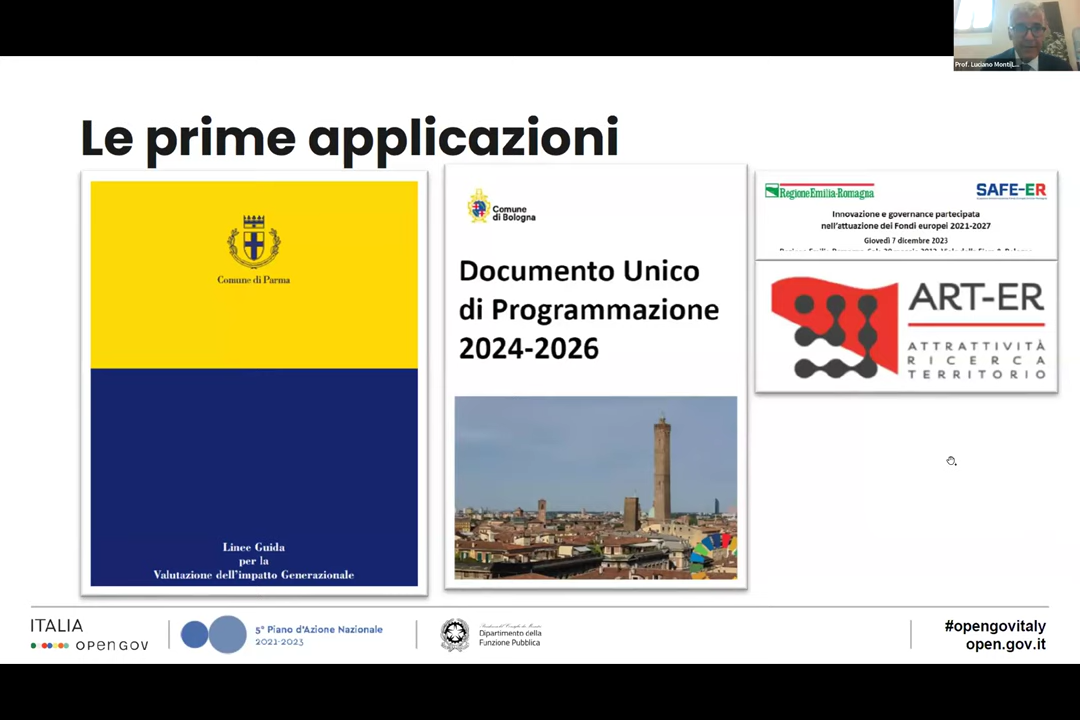 Prof. Luciano Monti
Le prime applicazioni
Comune di Parma
Linee Guida
per la
Valutazione dell'impatto Generazionale
Comune
di Bologna
Documento Unico
di Programmazione
2024-2026
RegioneEmilia-Romagna
SAFE-ER
Innovazione e governance partecipata
nell'attuazione dei Fondi europei 2021-2027
Giovedì 7 dicembre 2023
ART-ER
ATTRATTIVITÀ
RICERCA
TERRITORIO
ITALIA
OPENGOV
5° Piano d'Azione Nazionale
2021-2023
Dipartimento della
Funzione Pubblica
#opengovitaly
open.gov.it